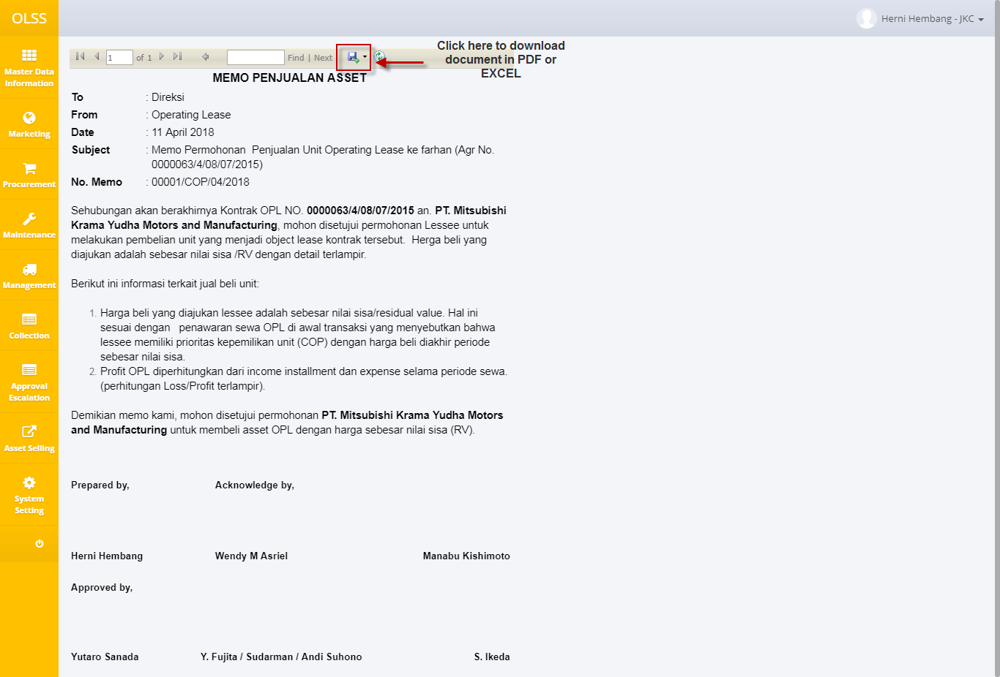 OLSS
Herni Hembang - JKC
Master Data
Information
Marketing
Procurement
Maintenance
Management
Collection
Approval
Escalation
Asset Selling
System
Setting
1 of 1 Find | Next
Click here to download
document in PDF or
EXCEL
MEMO PENJUALAN ASSET
To : Direksi
From : Operating Lease
Date : 11 April 2018
Subject : Memo Permohonan Penjualan Unit Operating Lease ke farhan (Agr No.
0000063/4/08/07/2015)
No. Memo : 00001/COP/04/2018
Sehubungan akan berakhirnya Kontrak OPL NO. 0000063/4/08/07/2015 an. PT. Mitsubishi
Krama Yudha Motors and Manufacturing, mohon disetujui permohonan Lessee untuk
melakukan pembelian unit yang menjadi object lease kontrak tersebut. Herga beli yang
diajukan adalah sebesar nilai sisa /RV dengan detail terlampir.
Berikut ini informasi terkait jual beli unit:
1. Harga beli yang diajukan lessee adalah sebesar nilai sisa/residual value. Hal ini
sesuai dengan penawaran sewa OPL di awal transaksi yang menyebutkan bahwa
lessee memiliki prioritas kepemilikan unit (COP) dengan harga beli diakhir periode
sebesar nilai sisa.
2. Profit OPL diperhitungkan dari income installment dan expense selama periode sewa.
(perhitungan Loss/Profit terlampir).
Demikian memo kami, mohon disetujui permohonan PT. Mitsubishi Krama Yudha Motors
and Manufacturing untuk membeli asset OPL dengan harga sebesar nilai sisa (RV).
Prepared by, Acknowledge by,
Herni Hembang Wendy M Asriel Manabu Kishimoto
Approved by,
Yutaro Sanada Y. Fujita / Sudarman / Andi Suhono S. Ikeda